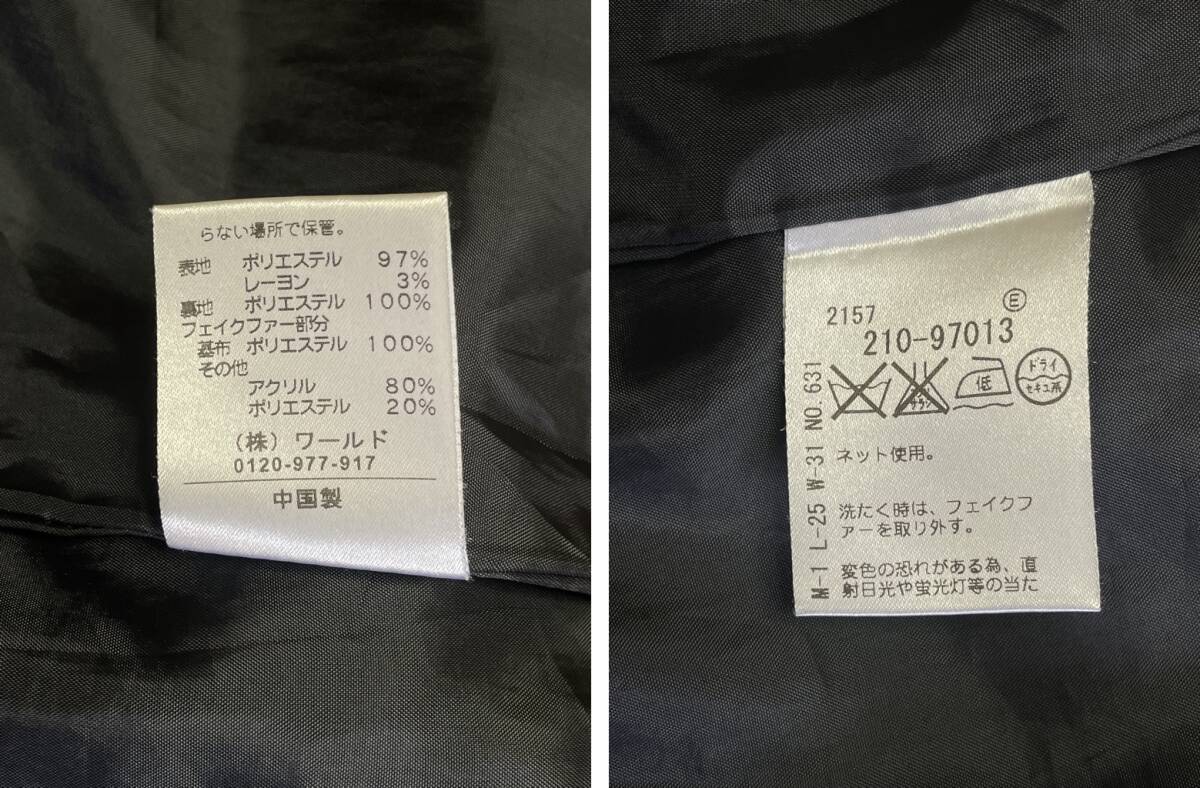 らない場所で保管。
表地 ポリエステル 97%
レーヨン 3%
裏地 ポリエステル 100%
フェイクファー部分
基布 ポリエステル 100%
その他
アクリル 80%
ポリエステル 20%
(株)ワールド
0120-977-917
中国製
E
2157
210-97013
低
ドライ
セキユ系
ネット使用。
洗たく時は、フェイクフ
ァーを取り外す。
変色の恐れがある為、直
射日光や蛍光灯等の当た
M-1 L-25 W-31 NO.631